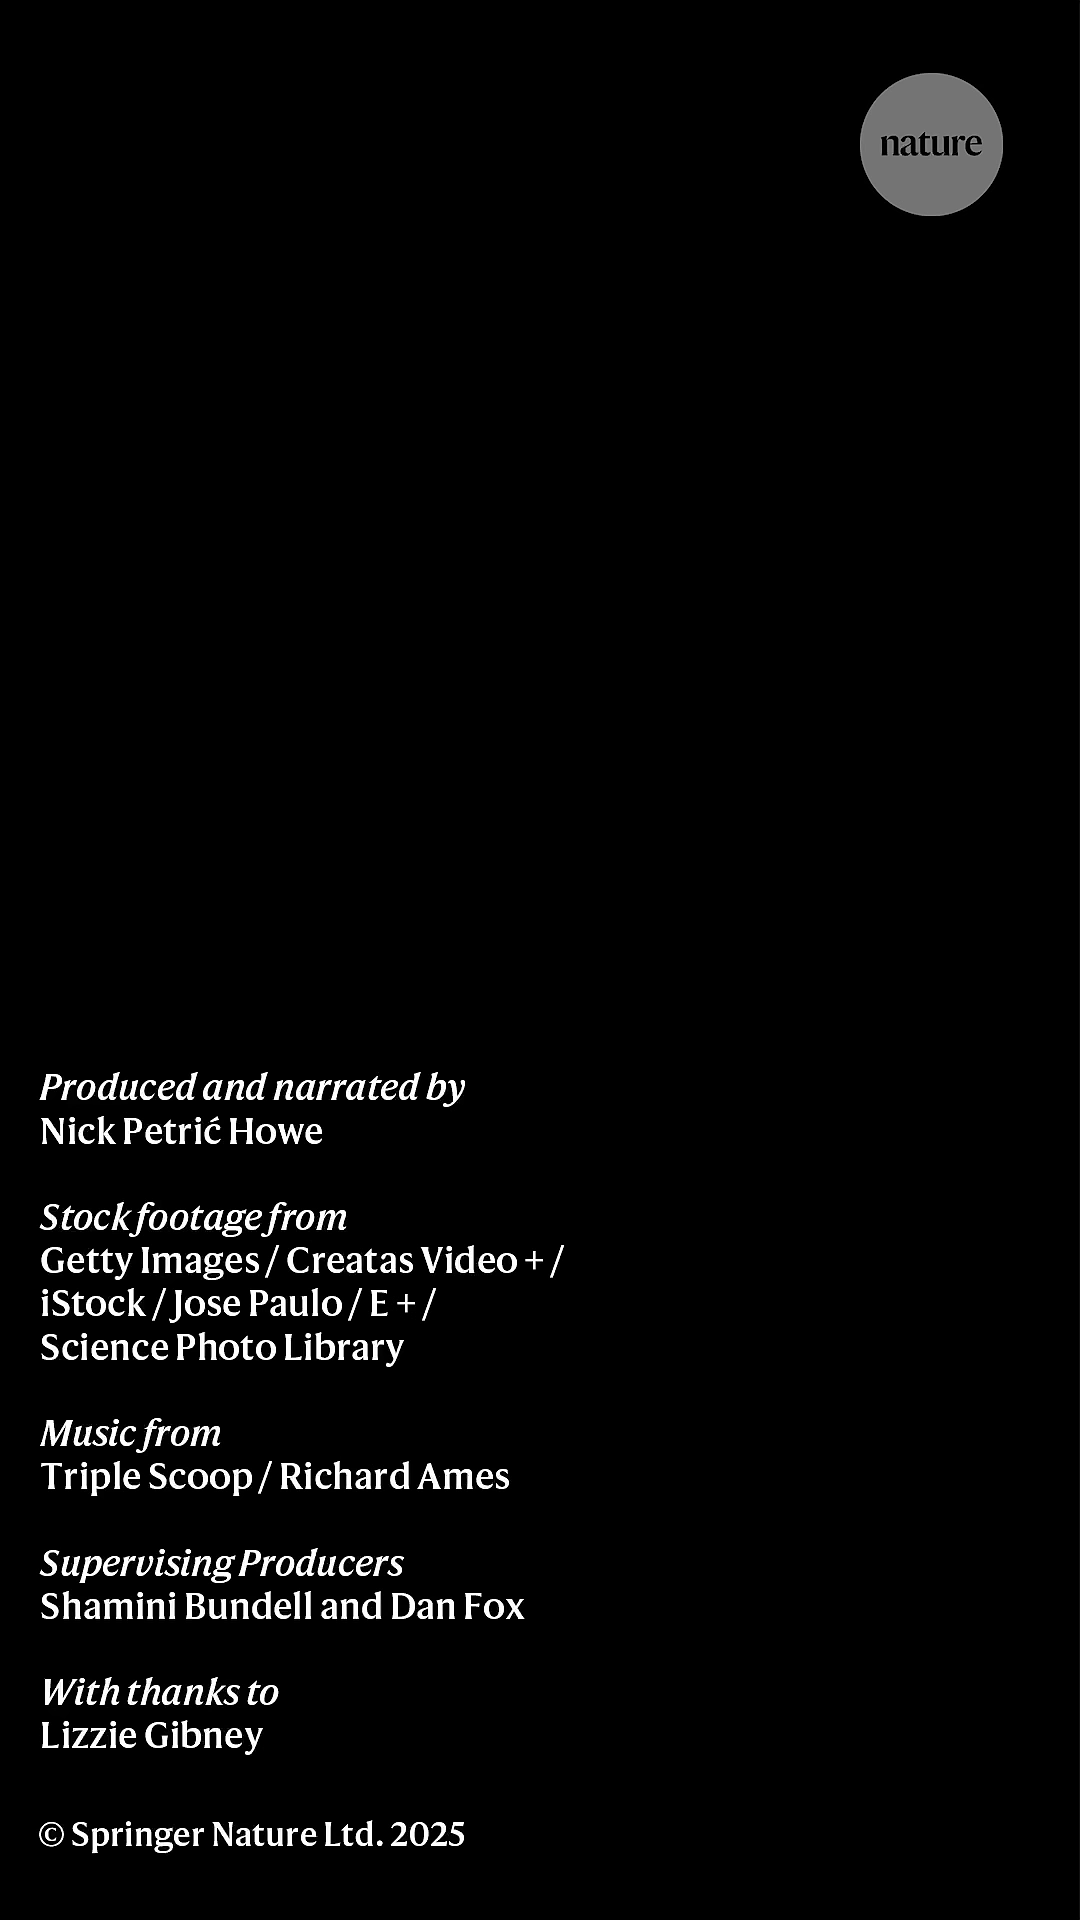 nature
Produced and narrated by
Nick Petrić Howe
Stock footage from
Getty Images / Creatas Video + /
iStock / Jose Paulo / E + /
Science Photo Library
Music from
Triple Scoop / Richard Ames
Supervising Producers
Shamini Bundell and Dan Fox
With thanks to
Lizzie Gibney
© Springer Nature Ltd. 2025